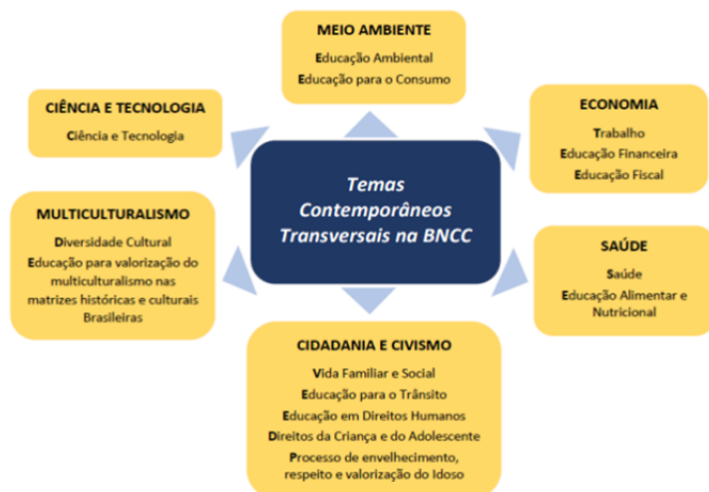 MEIO AMBIENTE
Educação Ambiental
Educação para o Consumo
CIÊNCIA E TECNOLOGIA
Ciência e Tecnologia
ECONOMIA
Trabalho
Educação Financeira
Educação Fiscal
Temas
Contemporâneos
Transversais na BNCC
MULTICULTURALISMO
Diversidade Cultural
Educação para valorização do
multiculturalismo nas
matrizes históricas e culturais
Brasileiras
SAÚDE
Saúde
Educação Alimentar e
Nutricional
CIDADANIA E CIVISMO
Vida Familiar e Social
Educação para o Trânsito
Educação em Direitos Humanos
Direitos da Criança e do Adolescente
Processo de envelhecimento,
respeito e valorização do Idoso